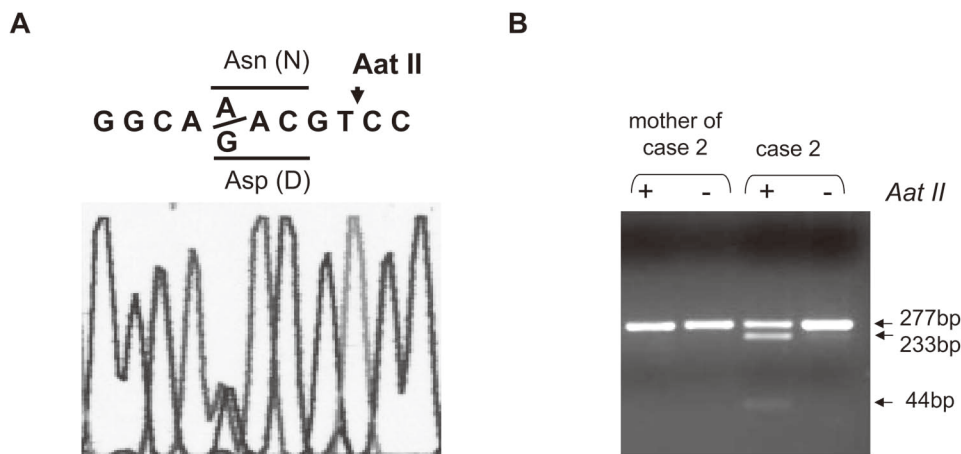 A
Asn (N)
Aat II
G G C A A/G A C G T C C
Asp (D)
B
mother of
case 2
case 2
+ - + - Aat II
277bp
233bp
44bp